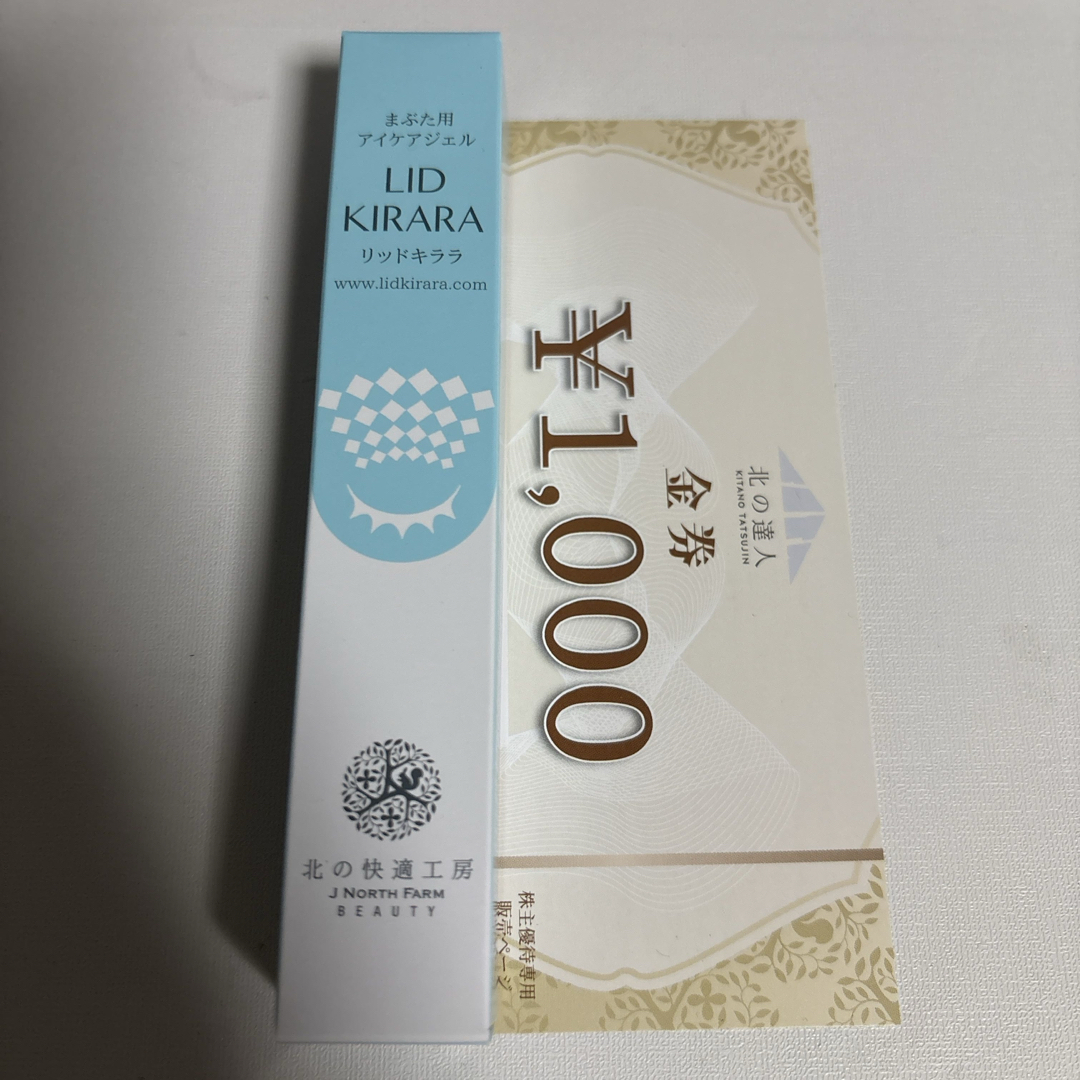 まぶた用
アイケアジェル
LID
KIRARA
リッドキララ
www.lidkirara.com
北の快適工房
J NORTH FARM
BEAUTY
北の達人
KITANO TATSUJIN
金券
¥1,000
株主優待専用
販売ページ